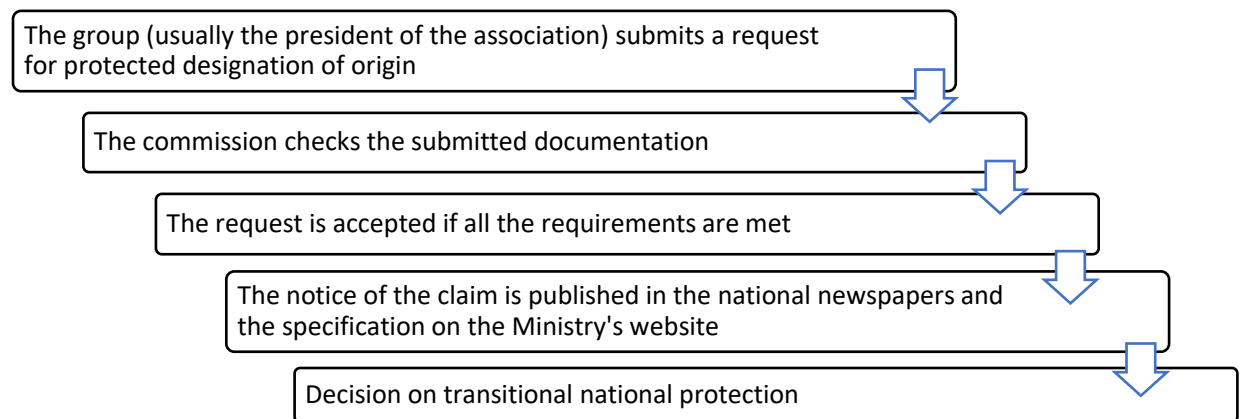 The group (usually the president of the association) submits a request
for protected designation of origin
The commission checks the submitted documentation
The request is accepted if all the requirements are met
The notice of the claim is published in the national newspapers and
the specification on the Ministry's website
Decision on transitional national protection